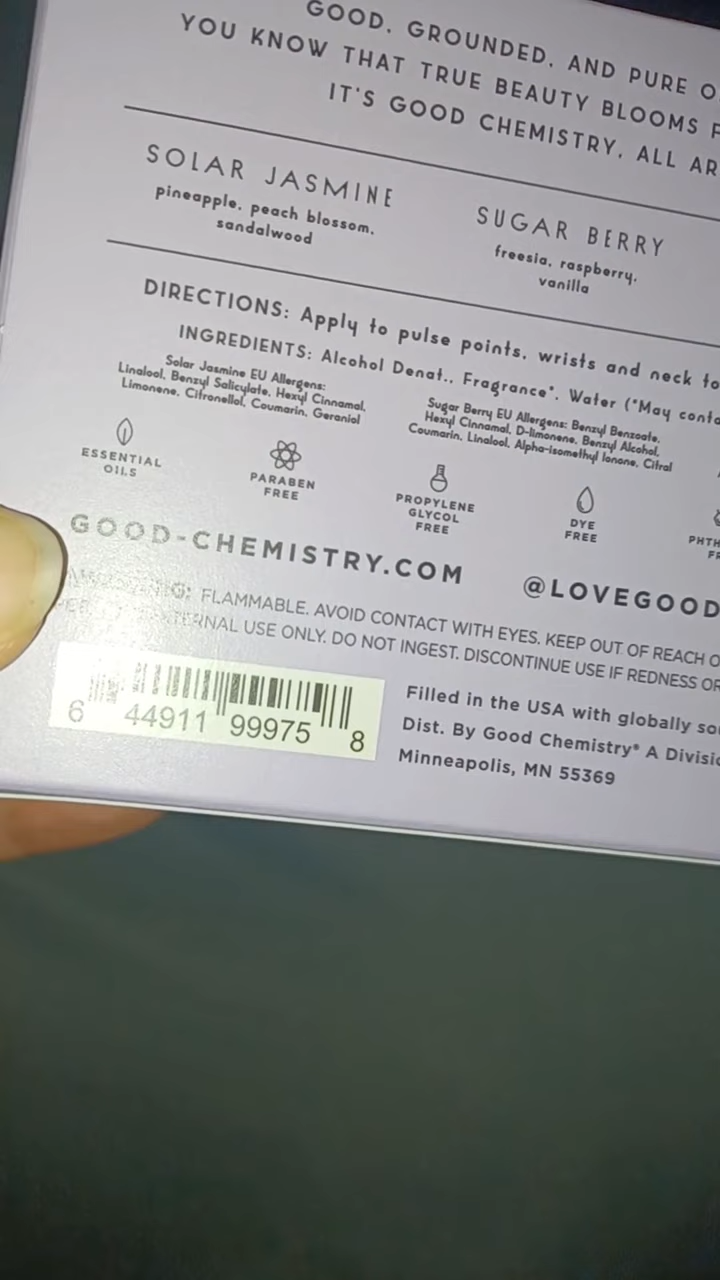 GOOD, GROUNDED, AND PURE
YOU KNOW THAT TRUE BEAUTY BLOOMS
IT'S GOOD CHEMISTRY, ALL
SOLAR JASMINE
pineapple, peach blossom,
sandalwood
SUGAR BERRY
freesia, raspberry,
vanilla
DIRECTIONS: Apply to pulse points, wrists and neck to
INGREDIENTS: Alcohol Denat., Fragrance*, Water (*May
Solar Jasmine EU Allergens:
Linalool, Benzyl Salicylate, Hexyl Cinnamal,
Limonene, Citronellol, Coumarin, Geraniol
Sugar Berry EU Allergens: Benzyl Benzoate,
Hexyl Cinnamal, D-limonene, Benzyl Alcohol,
Coumarin, Linalool, Alpha-isomethyl Ionone, Citral
ESSENTIAL
OILS
PARABEN
FREE
PROPYLENE
GLYCOL
FREE
DYE
FREE
GOOD-CHEMISTRY.COM
@LOVEGOOD
FLAMMABLE. AVOID CONTACT WITH EYES. KEEP OUT OF REACH
USE ONLY. DO NOT INGEST. DISCONTINUE USE IF REDNESS
6 44911 99975 8
Filled in the USA with globally
Dist. By Good Chemistry® A
Minneapolis, MN 55369